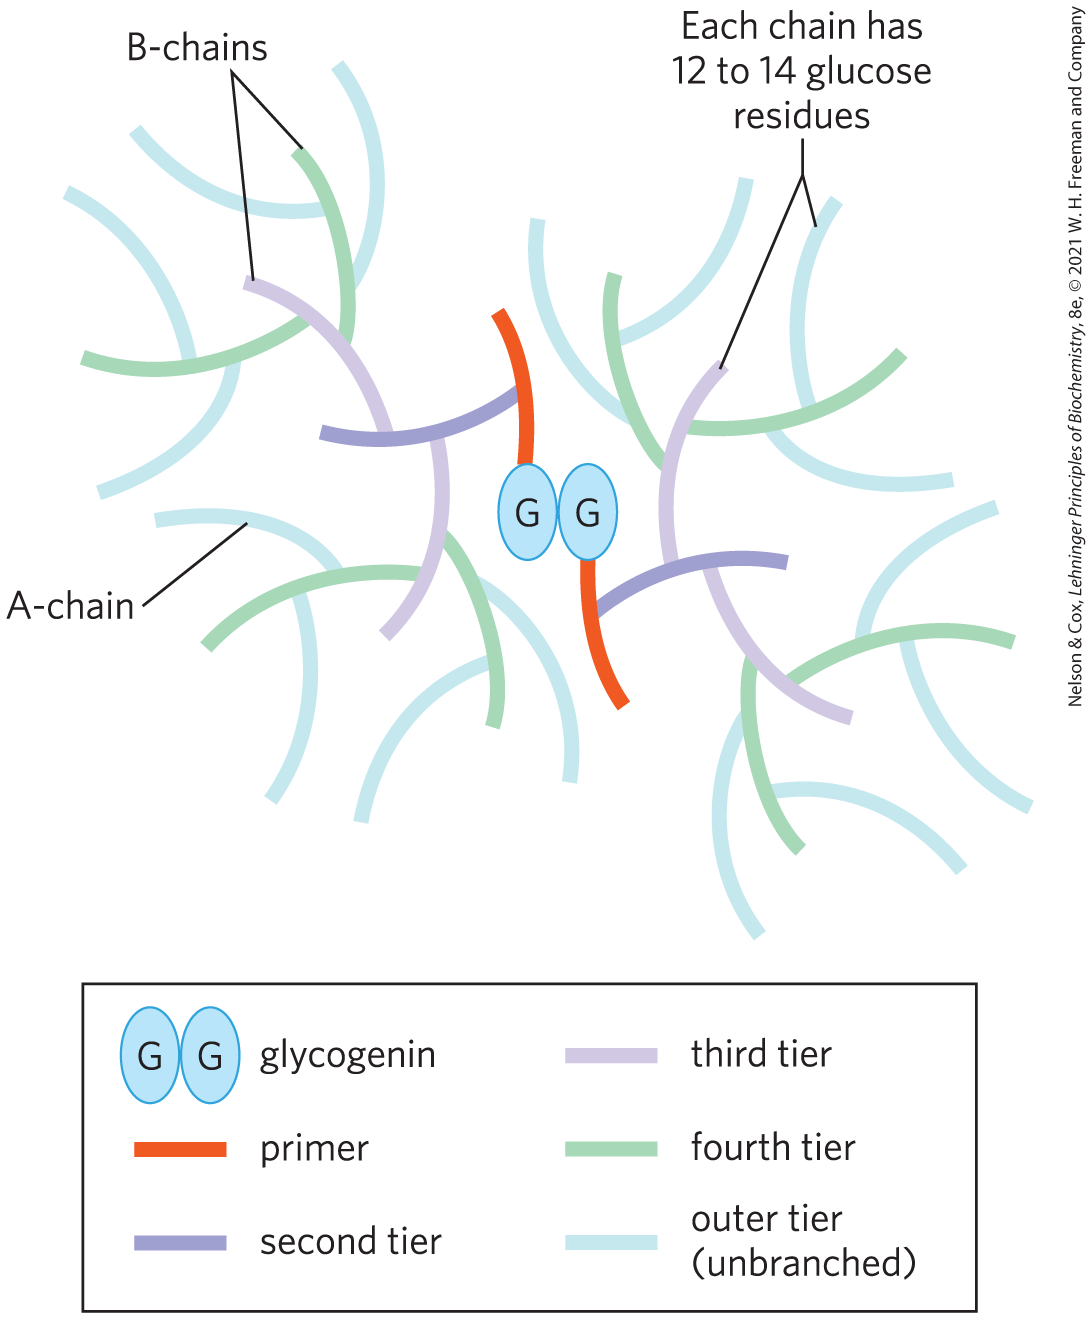 B-chains
Each chain has
12 to 14 glucose
residues
G G
A-chain
Nelson & Cox, Lehninger Principles of Biochemistry, 8e, © 2021 W. H. Freeman and Company
G G glycogenin
primer
second tier
third tier
fourth tier
outer tier
(unbranched)